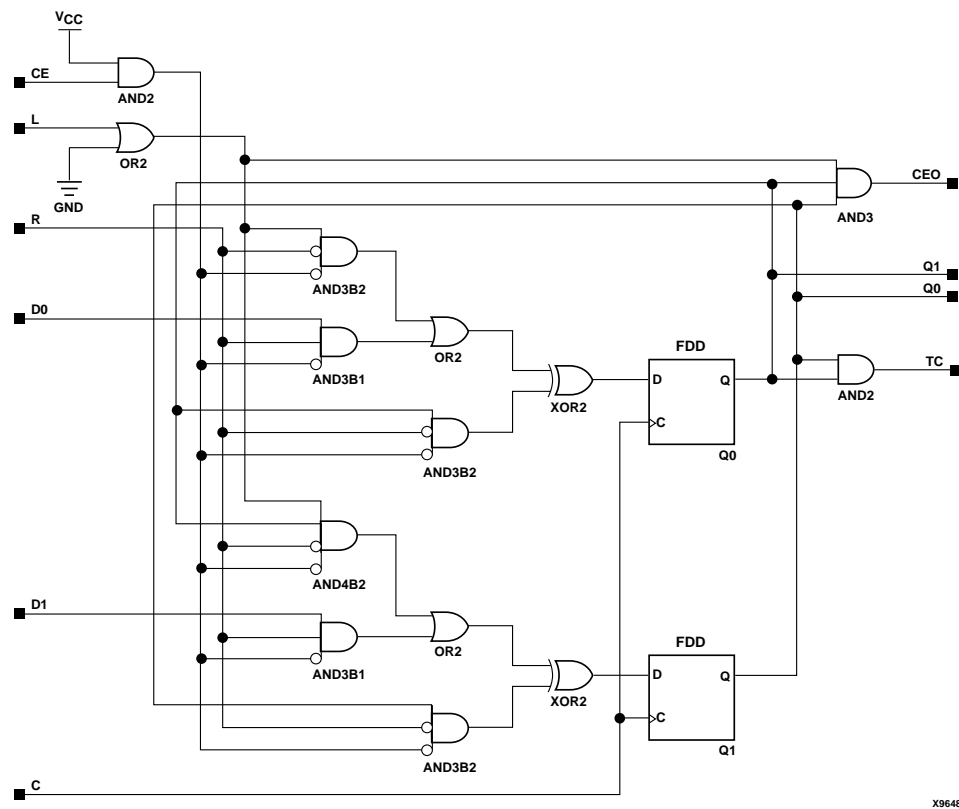 VCC
CE
AND2
L
OR2
GND
CEO
AND3
R
AND3B2
Q1
Q0
D0
AND3B1
OR2
XOR2
FDD
D
Q
C
Q0
TC
AND2
AND3B2
AND4B2
D1
AND3B1
OR2
XOR2
FDD
D
Q
C
Q1
AND3B2
C
X9648